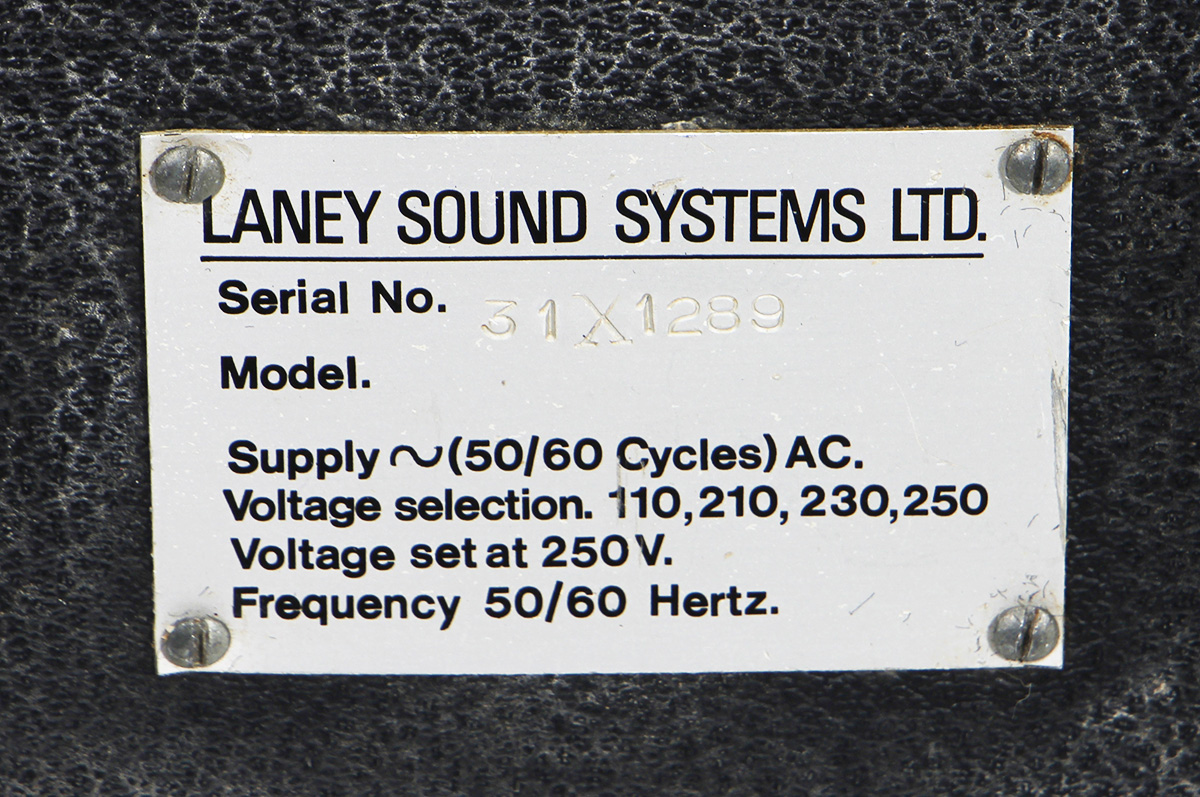 LANEY SOUND SYSTEMS LTD.
Serial No. 31X1289
Model.
Supply ~ (50/60 Cycles) AC.
Voltage selection. 110, 210, 230, 250
Voltage set at 250V.
Frequency 50/60 Hertz.